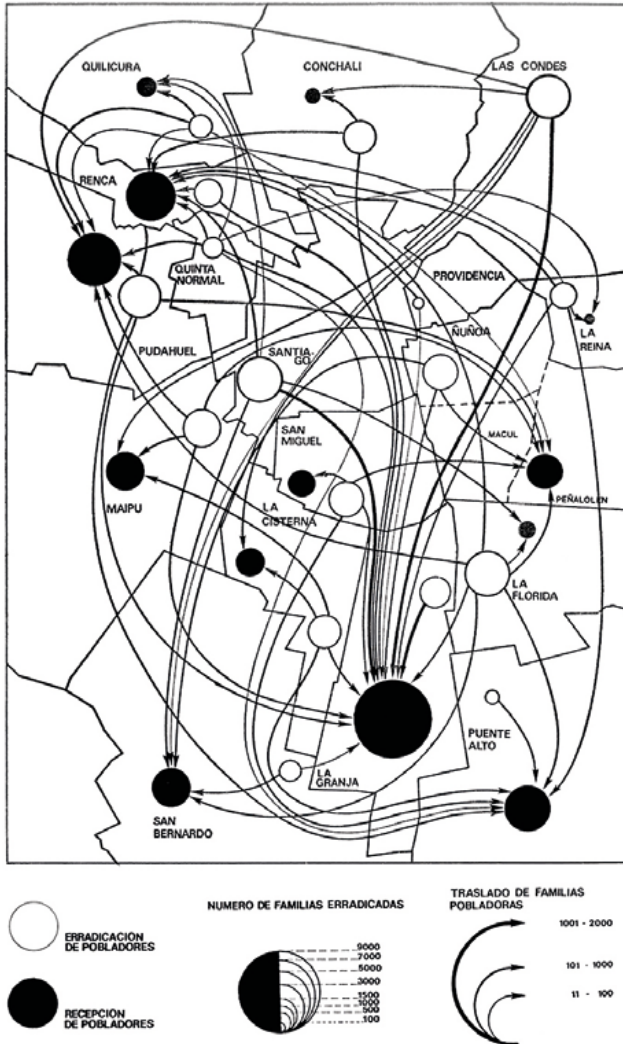 QUILICURA
CONCHALI
LAS CONDES
RENCA
QUINTA
NORMAL
PROVIDENCIA
ÑUÑOA
LA
REINA
PUDAHUEL
SANTIA-
GO
SAN
MIGUEL
MACUL
PEÑALOLEN
MAIPU
LA
CISTERNA
LA
FLORIDA
PUENTE
ALTO
LA
GRANJA
SAN
BERNARDO
ERRADICACIÓN
DE POBLADORES
RECEPCIÓN
DE POBLADORES
NUMERO DE FAMILIAS ERRADICADAS
9000
7000
5000
3000
1500
1000
500
100
TRASLADO DE FAMILIAS
POBLADORAS
1001 - 2000
101 - 1000
11 - 100